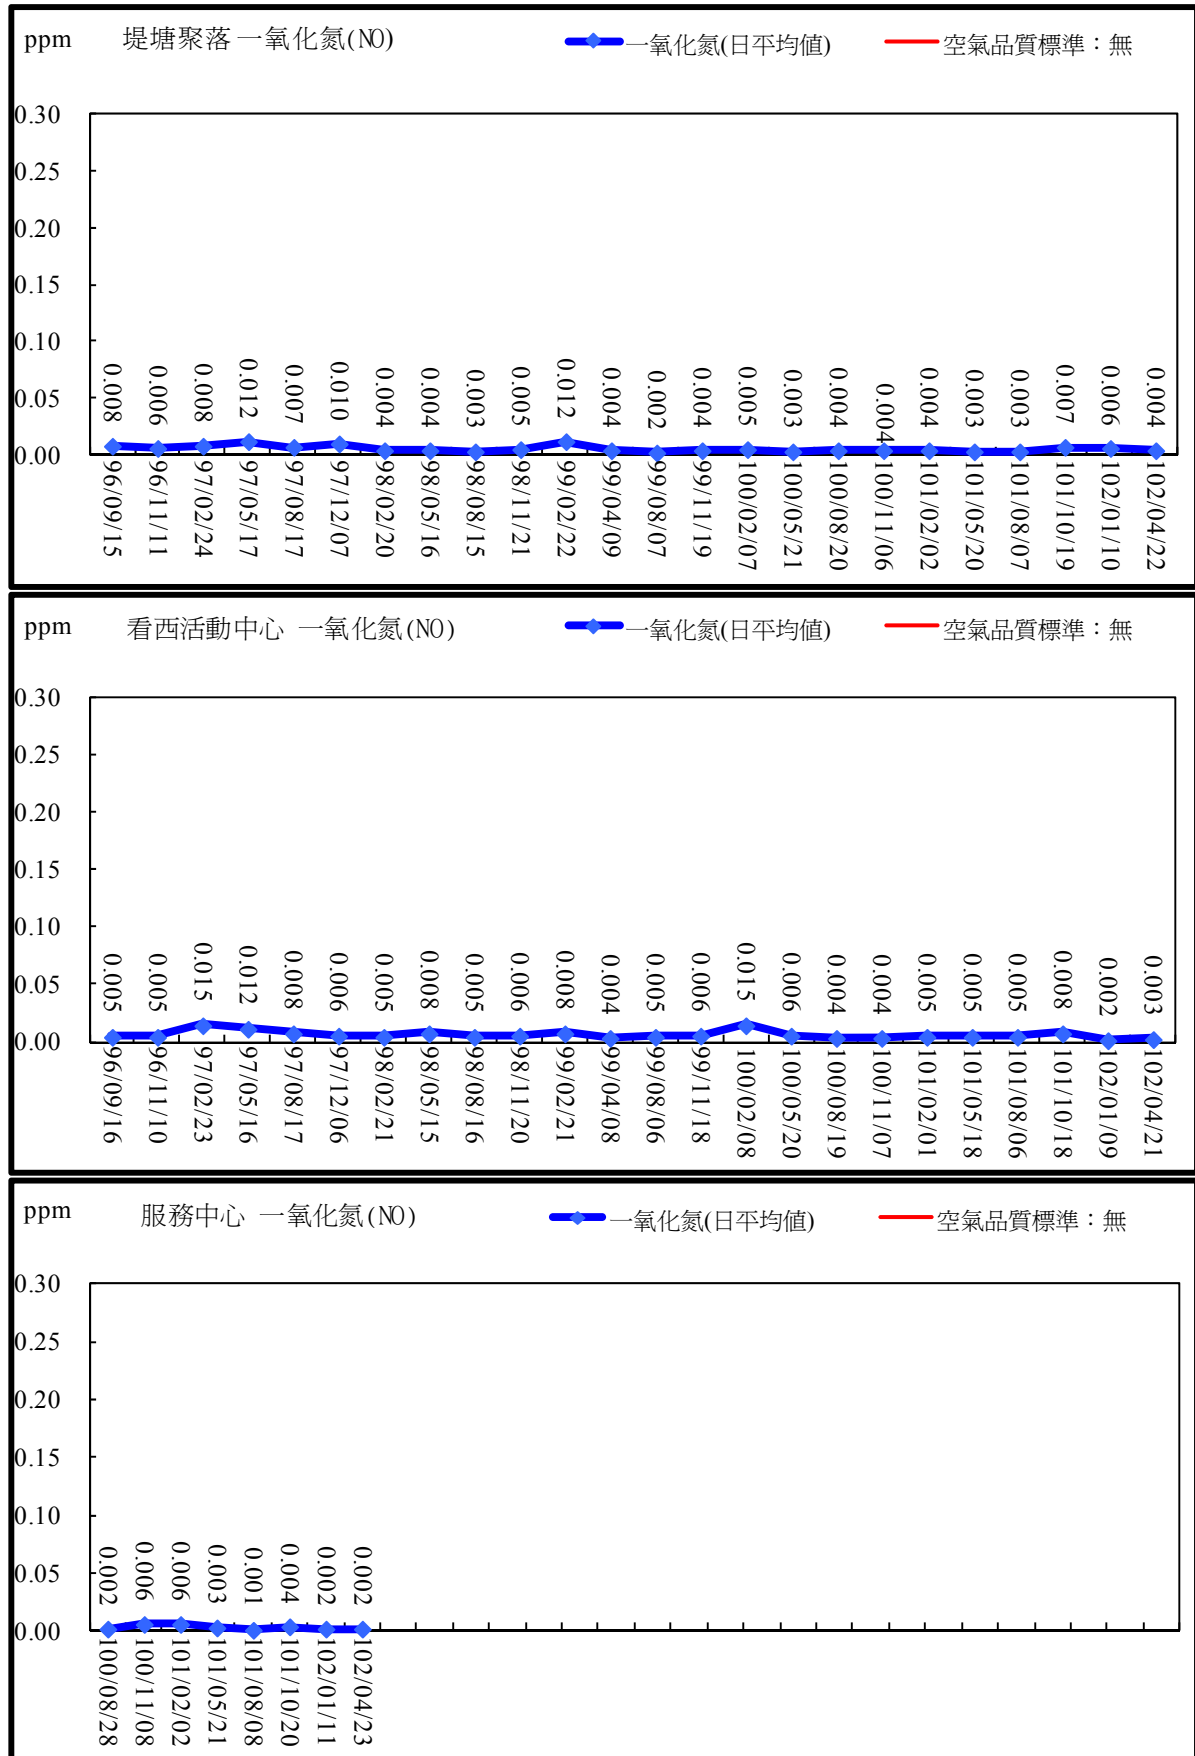 ppm 堤塘聚落 一氧化氮(NO) 一氧化氮(日平均值) 空氣品質標準：無
0.30
0.25
0.20
0.15
0.10
0.05
0.00
0.008 0.006 0.008 0.012 0.007 0.010 0.004 0.004 0.003 0.005 0.012 0.004 0.002 0.004 0.005 0.003 0.004 0.004 0.004 0.003 0.003 0.007 0.006 0.004
96/09/15 96/11/11 97/02/24 97/05/17 97/08/17 97/12/07 98/02/20 98/05/16 98/08/15 98/11/21 99/02/22 99/04/09 99/08/07 99/11/19 100/02/07 100/05/21 100/08/20 100/11/06 101/02/02 101/05/20 101/08/07 101/10/19 102/01/10 102/04/22
ppm 看西活動中心 一氧化氮(NO) 一氧化氮(日平均值) 空氣品質標準：無
0.30
0.25
0.20
0.15
0.10
0.05
0.00
0.005 0.005 0.015 0.012 0.008 0.006 0.005 0.008 0.005 0.006 0.008 0.004 0.005 0.006 0.015 0.006 0.004 0.004 0.005 0.005 0.005 0.008 0.002 0.003
96/09/16 96/11/10 97/02/23 97/05/16 97/08/17 97/12/06 98/02/21 98/05/15 98/08/16 98/11/20 99/02/21 99/04/08 99/08/06 99/11/18 100/02/08 100/05/20 100/08/19 100/11/07 101/02/01 101/05/18 101/08/06 101/10/18 102/01/09 102/04/21
ppm 服務中心 一氧化氮(NO) 一氧化氮(日平均值) 空氣品質標準：無
0.30
0.25
0.20
0.15
0.10
0.05
0.00
0.002 0.006 0.006 0.003 0.001 0.004 0.002 0.002
100/08/28 100/11/08 101/02/02 101/05/21 101/08/08 101/10/20 102/01/11 102/04/23